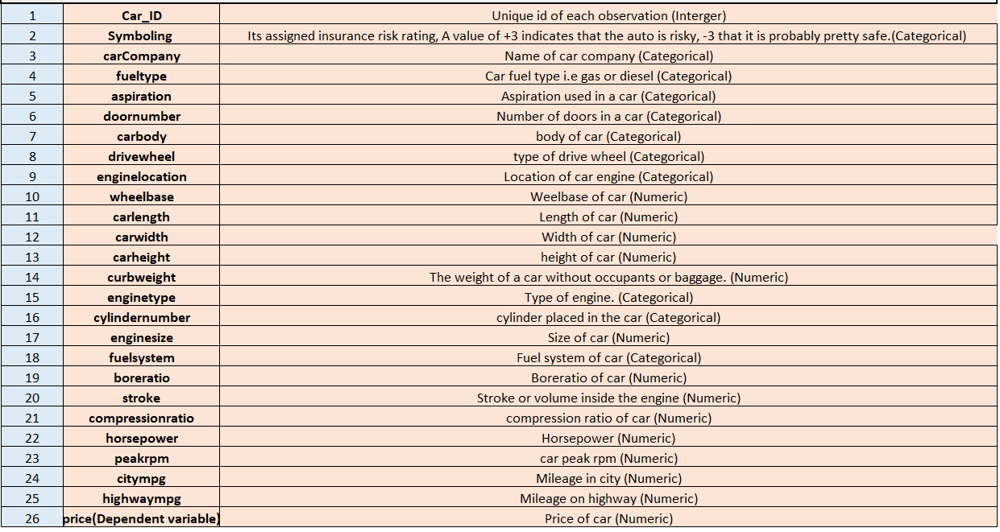 1 Car_ID Unique id of each observation (Interger)
2 Symboling Its assigned insurance risk rating, A value of +3 indicates that the auto is risky, -3 that it is probably pretty safe.(Categorical)
3 carCompany Name of car company (Categorical)
4 fueltype Car fuel type i.e gas or diesel (Categorical)
5 aspiration Aspiration used in a car (Categorical)
6 doornumber Number of doors in a car (Categorical)
7 carbody body of car (Categorical)
8 drivewheel type of drive wheel (Categorical)
9 enginelocation Location of car engine (Categorical)
10 wheelbase Weelbase of car (Numeric)
11 carlength Length of car (Numeric)
12 carwidth Width of car (Numeric)
13 carheight height of car (Numeric)
14 curbweight The weight of a car without occupants or baggage. (Numeric)
15 enginetype Type of engine. (Categorical)
16 cylindernumber cylinder placed in the car (Categorical)
17 enginesize Size of car (Numeric)
18 fuelsystem Fuel system of car (Categorical)
19 boreratio Boreratio of car (Numeric)
20 stroke Stroke or volume inside the engine (Numeric)
21 compressionratio compression ratio of car (Numeric)
22 horsepower Horsepower (Numeric)
23 peakrpm car peak rpm (Numeric)
24 citympg Mileage in city (Numeric)
25 highwaympg Mileage on highway (Numeric)
26 price(Dependent variable) Price of car (Numeric)